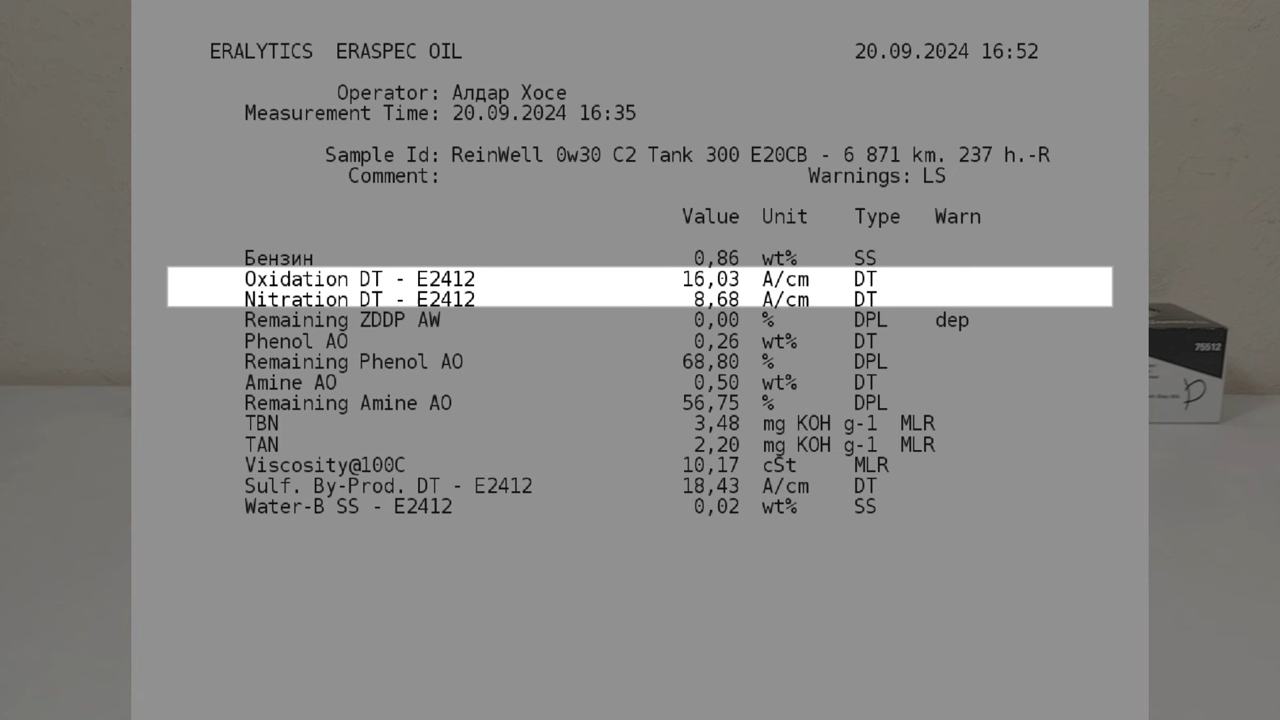 ERALYTICS ERASPEC OIL 20.09.2024 16:52
Operator: Алдар Хосе
Measurement Time: 20.09.2024 16:35
Sample Id: ReinWell 0w30 C2 Tank 300 E20CB - 6 871 km. 237 h.-R
Comment: Warnings: LS
Value Unit Type Warn
Бензин 0,86 wt% SS
Oxidation DT - E2412 16,03 A/cm DT
Nitration DT - E2412 8,68 A/cm DT
Remaining ZDDP AW 0,00 % DPL dep
Phenol AO 0,26 wt% DT
Remaining Phenol AO 68,80 % DPL
Amine AO 0,50 wt% DT
Remaining Amine AO 56,75 % DPL
TBN 3,48 mg KOH g-1 MLR
TAN 2,20 mg KOH g-1 MLR
Viscosity@100C 10,17 cSt MLR
Sulf. By-Prod. DT - E2412 18,43 A/cm DT
Water-B SS - E2412 0,02 wt% SS
75512